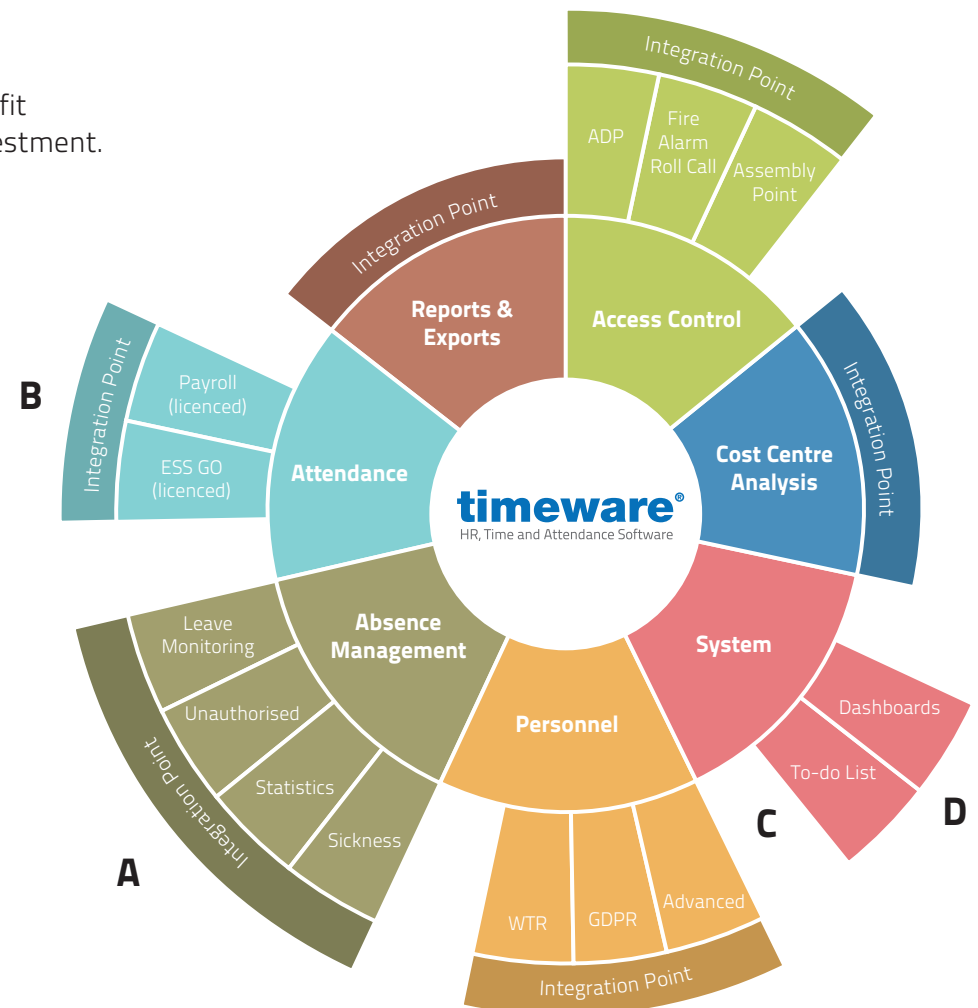 fit
estment.
Integration Point
ADP
Fire
Alarm
Roll Call
Assembly
Point
Access Control
Integration Point
Reports &
Exports
Integration Point
Cost Centre
Analysis
B
Integration Point
Payroll
(licenced)
ESS GO
(licenced)
Attendance
timeware®
HR, Time and Attendance Software
Absence
Management
Leave
Monitoring
Unauthorised
Statistics
Sickness
Integration Point
A
System
Dashboards
To-do List
C
D
Personnel
WTR
GDPR
Advanced
Integration Point